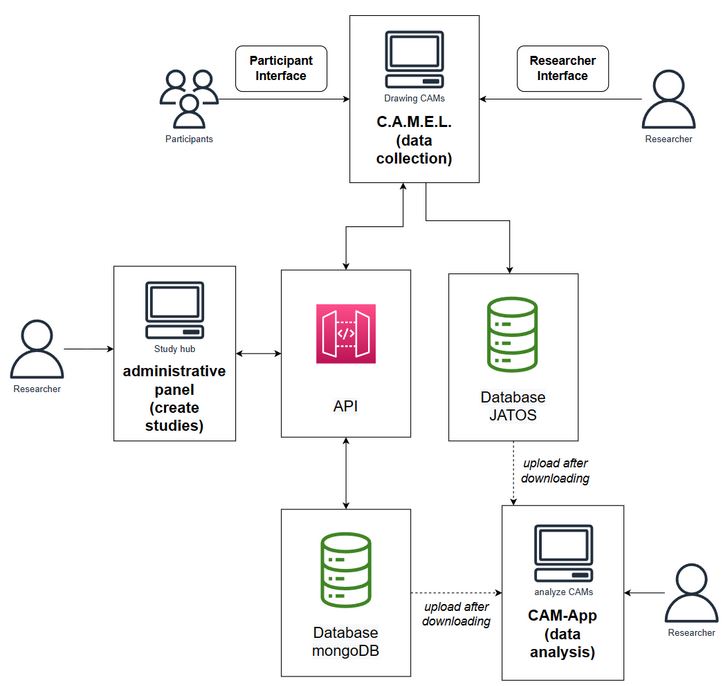 Participant
Interface
Researcher
Interface
Drawing CAMs
C.A.M.E.L.
(data
collection)
Participants
Researcher
Study hub
administrative
panel
(create
studies)
Researcher
API
Database
JATOS
upload after
downloading
Database
mongoDB
upload after
downloading
analyze CAMs
CAM-App
(data
analysis)
Researcher